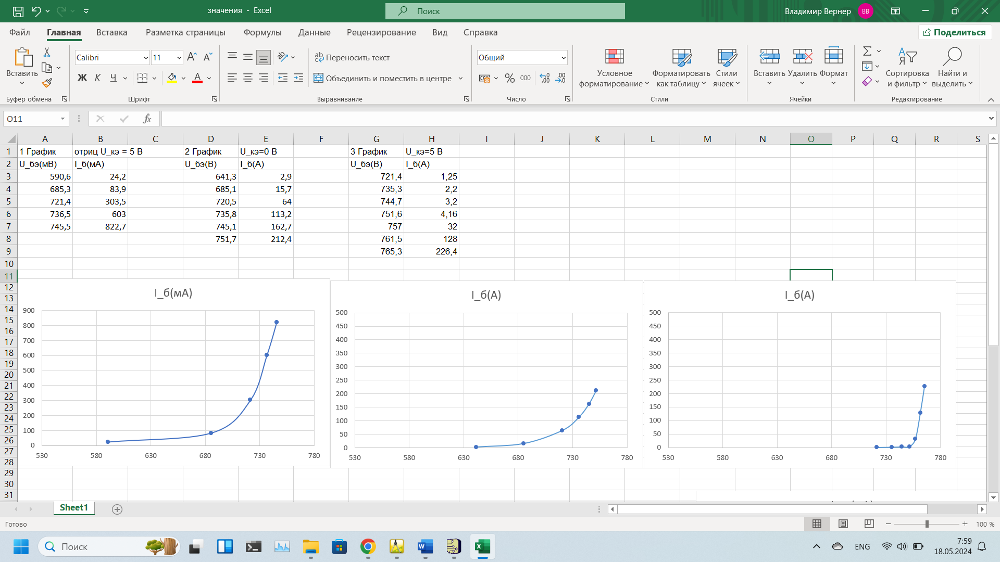 значения - Excel
Поиск
Владимир Вернер
ВВ
Файл
Главная
Вставка
Разметка страницы
Формулы
Данные
Рецензирование
Вид
Справка
Поделиться
Вставить
Буфер обмена
Calibri
11
Ж К Ч
Шрифт
Переносить текст
Объединить и поместить в центре
Выравнивание
Общий
% 000
Число
Условное форматирование
Форматировать как таблицу
Стили ячеек
Стили
Вставить
Удалить
Формат
Ячейки
Сортировка и фильтр
Найти и выделить
Редактирование
O11
fx
A B C D E F G H I J K L M N O P Q R S
1 1 График отриц U_кэ = 5 В 2 График U_кэ=0 В 3 График U_кэ=5 В
2 U_бэ(мВ) I_б(мА) U_бэ(В) I_б(А) U_бэ(В) I_б(А)
3 590,6 24,2 641,3 2,9 721,4 1,25
4 685,3 83,9 685,1 15,7 735,3 2,2
5 721,4 303,5 720,5 64 744,7 3,2
6 736,5 603 735,8 113,2 751,6 4,16
7 745,5 822,7 745,1 162,7 757 32
8 751,7 212,4 761,5 128
9 765,3 226,4
10
11
12
13
14
15
16
17
18
19
20
21
22
23
24
25
26
27
28
29
30
31
I_б(мА)
900
800
700
600
500
400
300
200
100
0
530 580 630 680 730 780
I_б(А)
500
450
400
350
300
250
200
150
100
50
0
530 580 630 680 730 780
I_б(А)
500
450
400
350
300
250
200
150
100
50
0
530 580 630 680 730 780
Sheet1
Готово
100 %
Поиск
ENG
7:59
18.05.2024